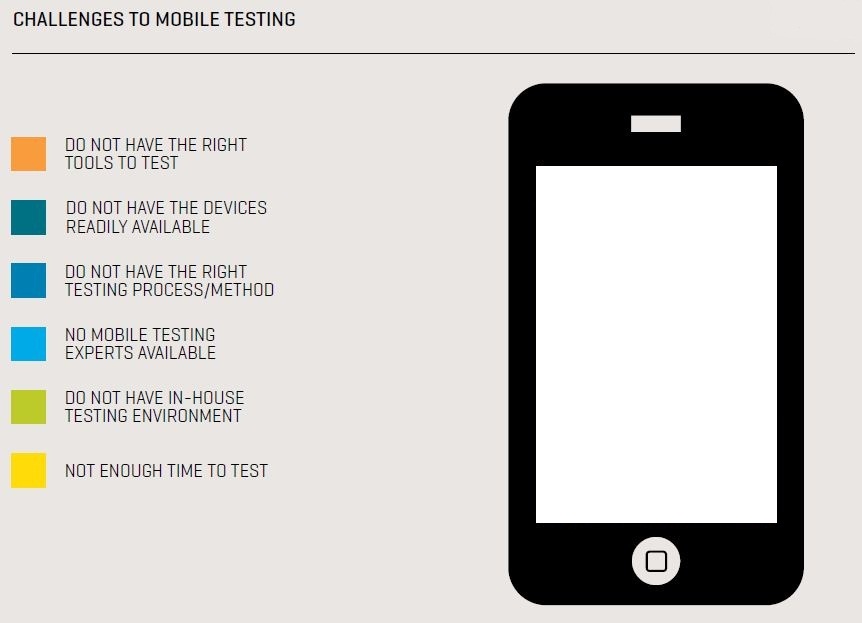 CHALLENGES TO MOBILE TESTING
DO NOT HAVE THE RIGHT
TOOLS TO TEST
DO NOT HAVE THE DEVICES
READILY AVAILABLE
DO NOT HAVE THE RIGHT
TESTING PROCESS/METHOD
NO MOBILE TESTING
EXPERTS AVAILABLE
DO NOT HAVE IN-HOUSE
TESTING ENVIRONMENT
NOT ENOUGH TIME TO TEST